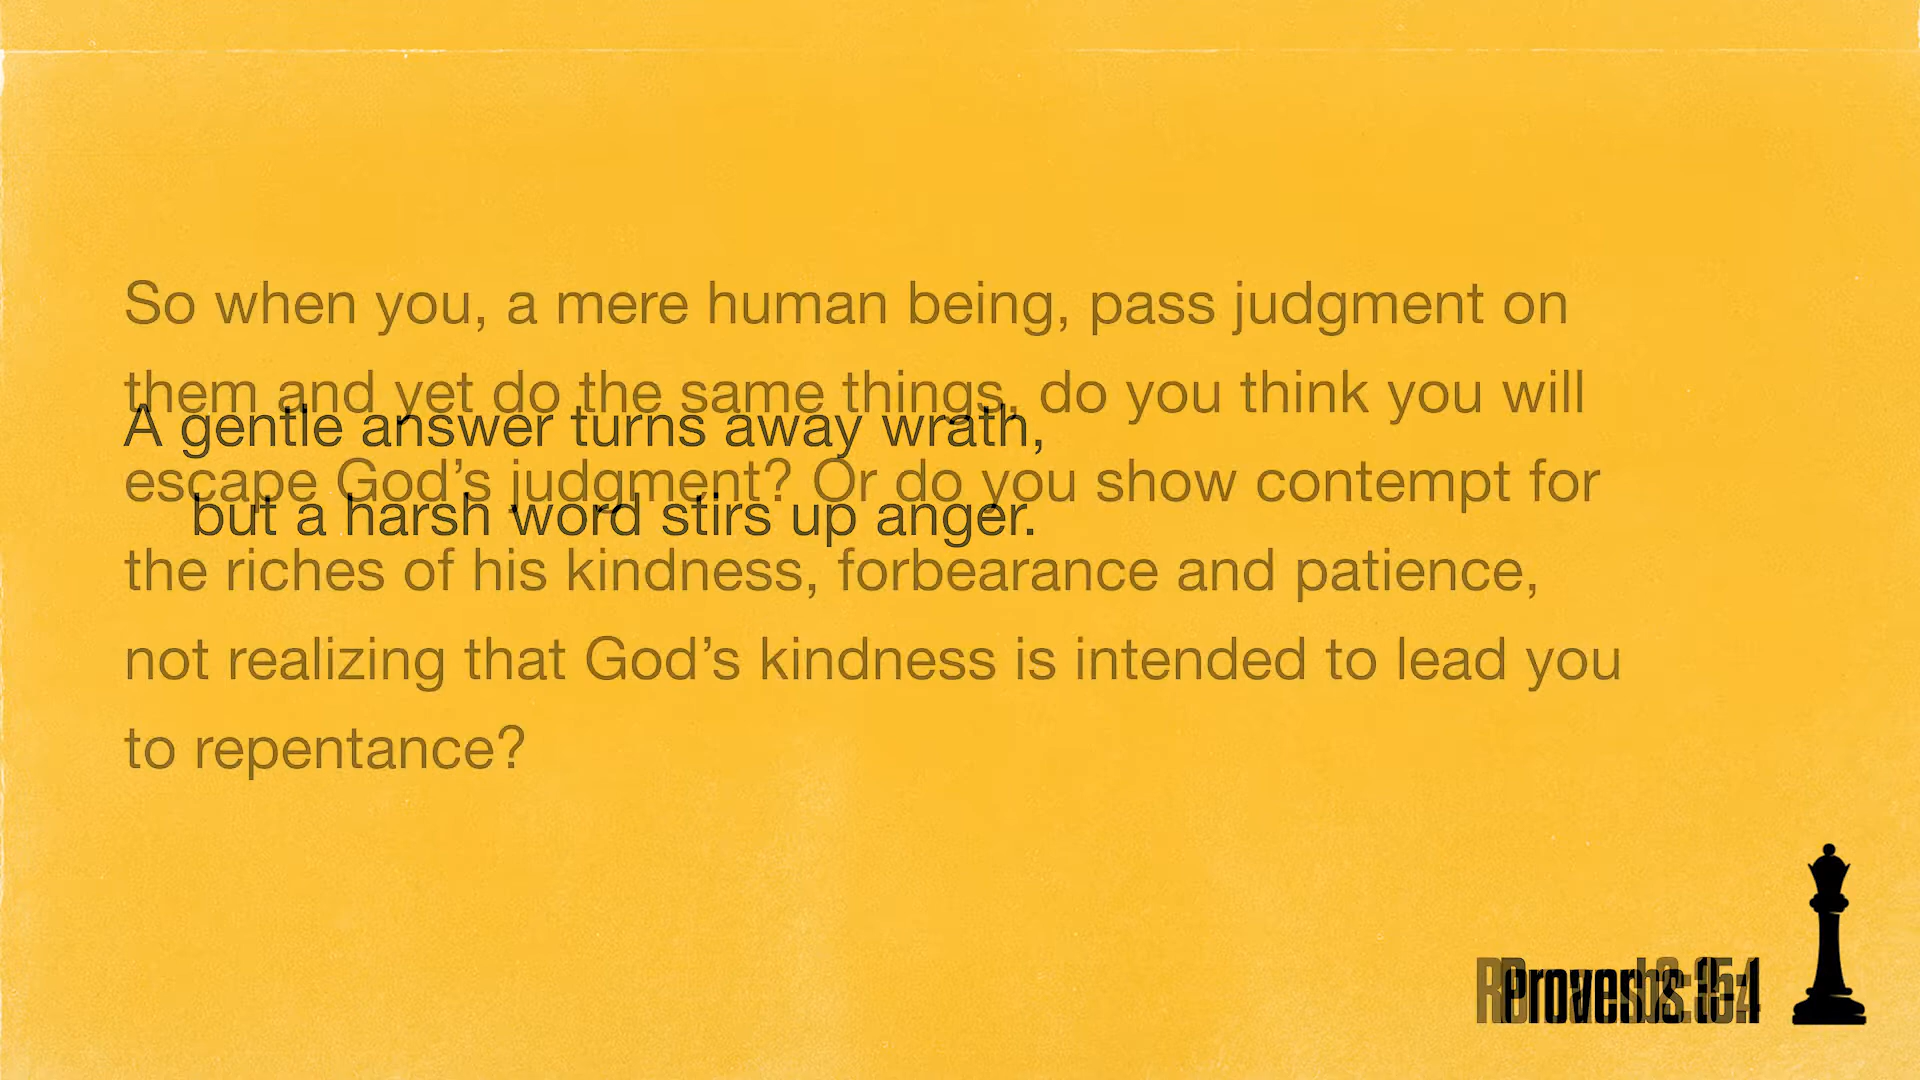 So when you, a mere human being, pass judgment on
them and yet do the same things, do you think you will
A gentle answer turns away wrath,
escape God’s judgment? Or do you show contempt for
but a harsh word stirs up anger.
the riches of his kindness, forbearance and patience,
not realizing that God’s kindness is intended to lead you
to repentance?
Proverbs 15:1